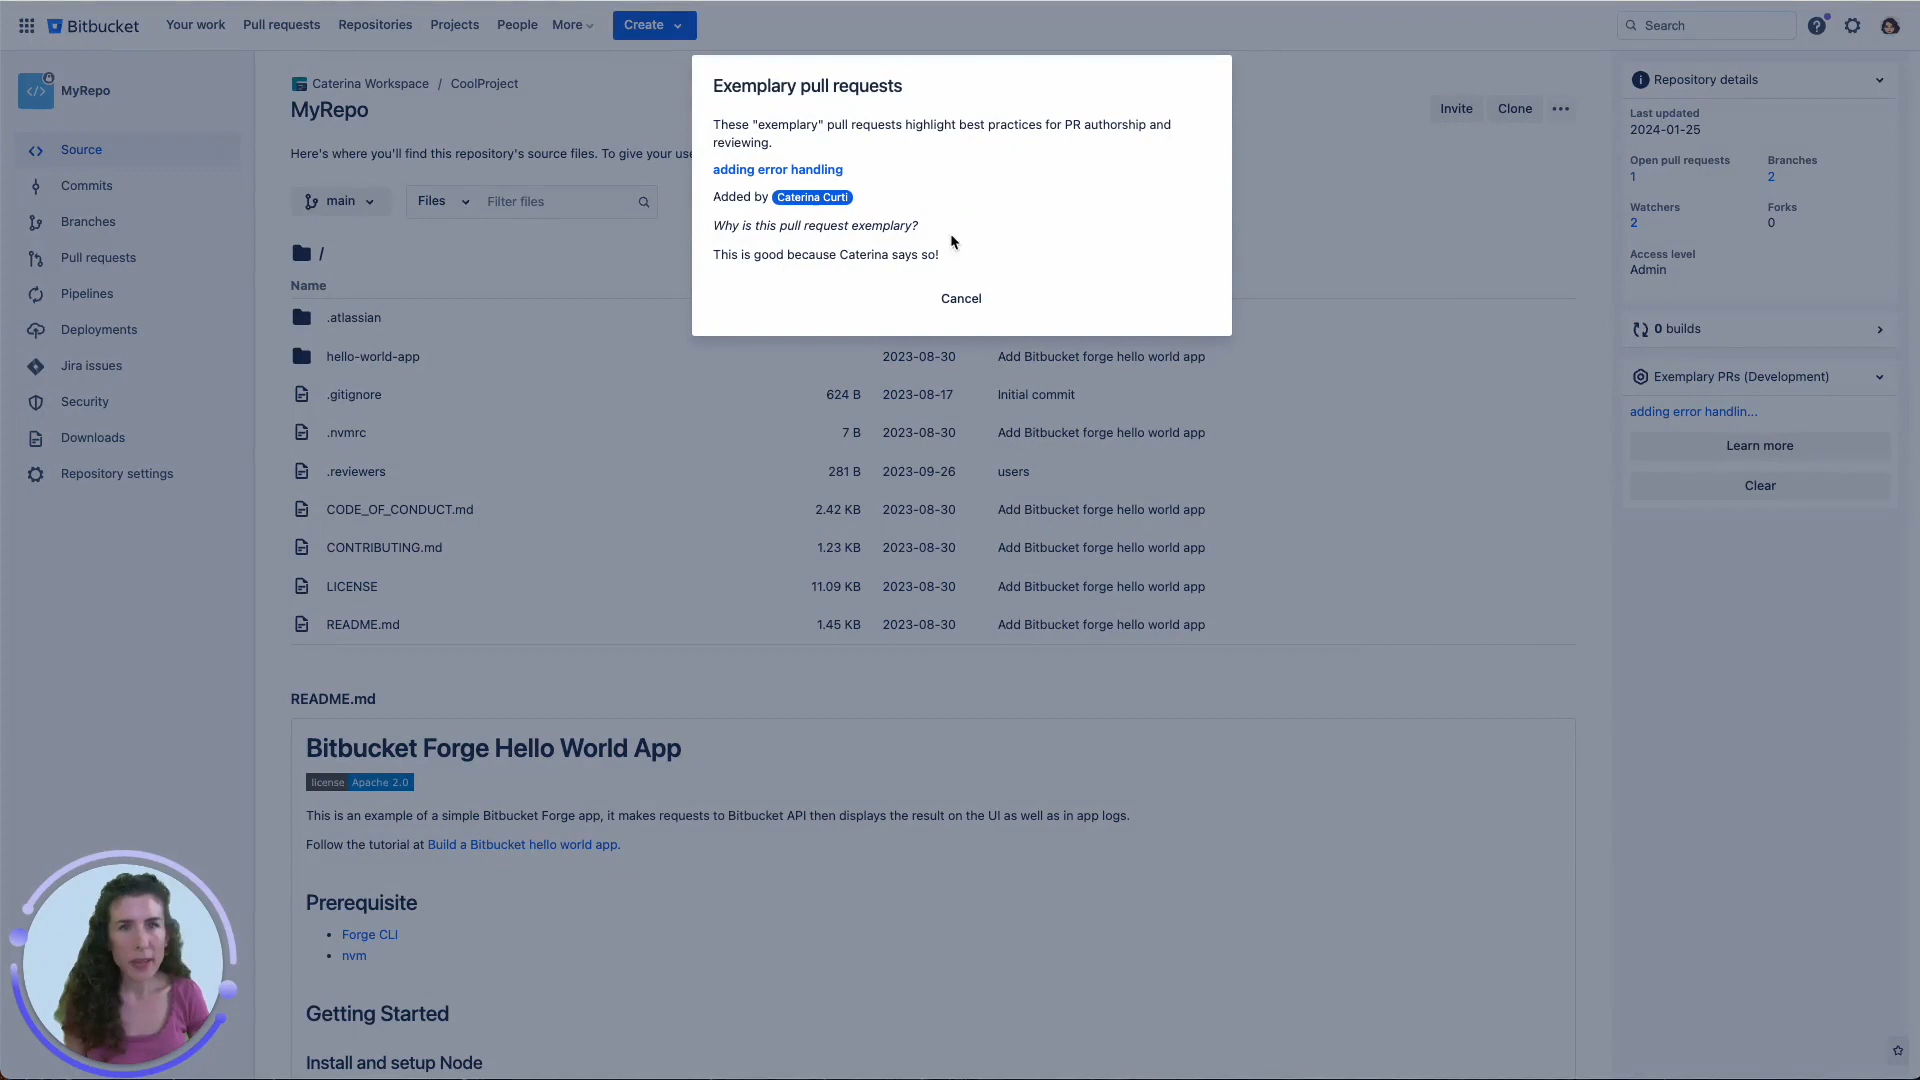 Bitbucket
Your work
Pull requests
Repositories
Projects
People
More
Create
Search
MyRepo
Source
Commits
Branches
Pull requests
Pipelines
Deployments
Jira issues
Security
Downloads
Repository settings
Caterina Workspace / CoolProject
MyRepo
Invite
Clone
Here's where you'll find this repository's source files. To give your use
main
Files
Filter files
/
Name
.atlassian
hello-world-app 2023-08-30 Add Bitbucket forge hello world app
.gitignore 624 B 2023-08-17 Initial commit
.nvmrc 7 B 2023-08-30 Add Bitbucket forge hello world app
.reviewers 281 B 2023-09-26 users
CODE_OF_CONDUCT.md 2.42 KB 2023-08-30 Add Bitbucket forge hello world app
CONTRIBUTING.md 1.23 KB 2023-08-30 Add Bitbucket forge hello world app
LICENSE 11.09 KB 2023-08-30 Add Bitbucket forge hello world app
README.md 1.45 KB 2023-08-30 Add Bitbucket forge hello world app
README.md
Bitbucket Forge Hello World App
license Apache 2.0
This is an example of a simple Bitbucket Forge app, it makes requests to Bitbucket API then displays the result on the UI as well as in app logs.
Follow the tutorial at Build a Bitbucket hello world app.
Prerequisite
Forge CLI
nvm
Getting Started
Install and setup Node
Exemplary pull requests
These "exemplary" pull requests highlight best practices for PR authorship and
reviewing.
adding error handling
Added by Caterina Curti
Why is this pull request exemplary?
This is good because Caterina says so!
Cancel
Repository details
Last updated
2024-01-25
Open pull requests Branches
1 2
Watchers Forks
2 0
Access level
Admin
0 builds
Exemplary PRs (Development)
adding error handlin...
Learn more
Clear